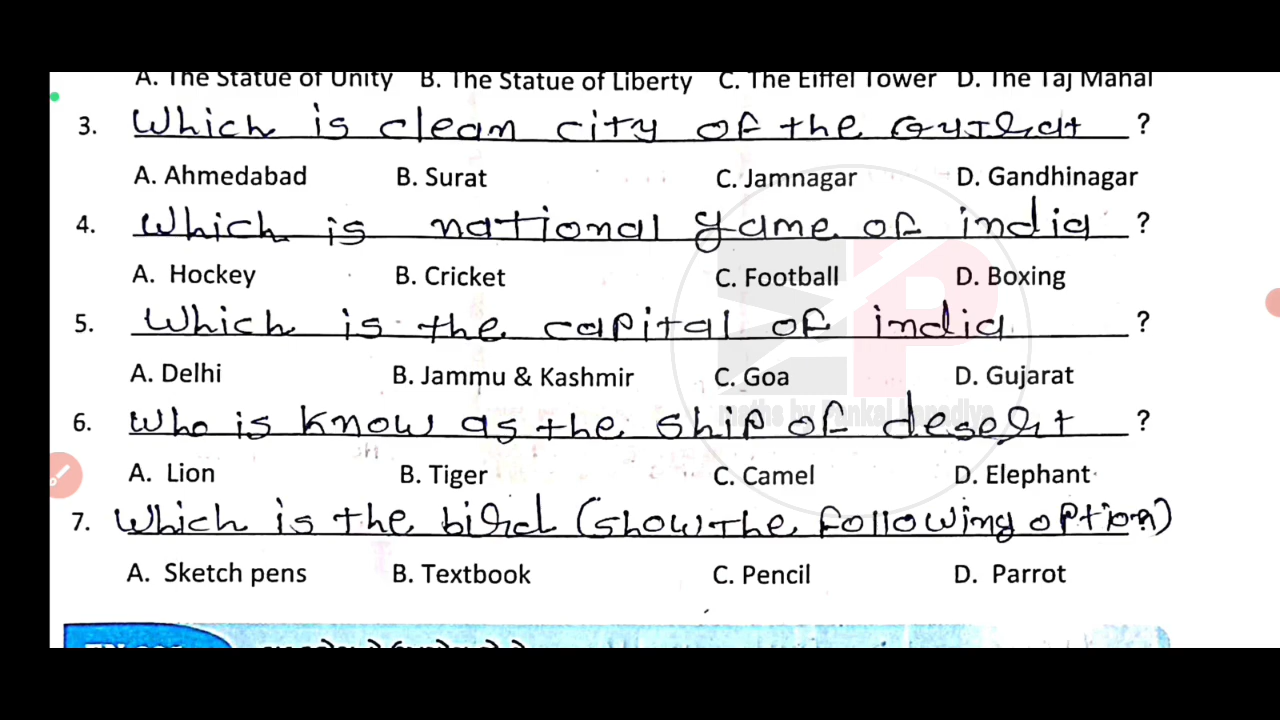 A. The Statue of Unity B. The Statue of Liberty C. The Eiffel Tower D. The Taj Mahal
3. Which is clean city of the Gujrat ?
A. Ahmedabad B. Surat C. Jamnagar D. Gandhinagar
4. Which is national game of india ?
A. Hockey B. Cricket C. Football D. Boxing
5. Which is the capital of india ?
A. Delhi B. Jammu & Kashmir C. Goa D. Gujarat
6. Who is know as the ship of desert ?
A. Lion B. Tiger C. Camel D. Elephant
7. Which is the bird (show the following option)
A. Sketch pens B. Textbook C. Pencil D. Parrot